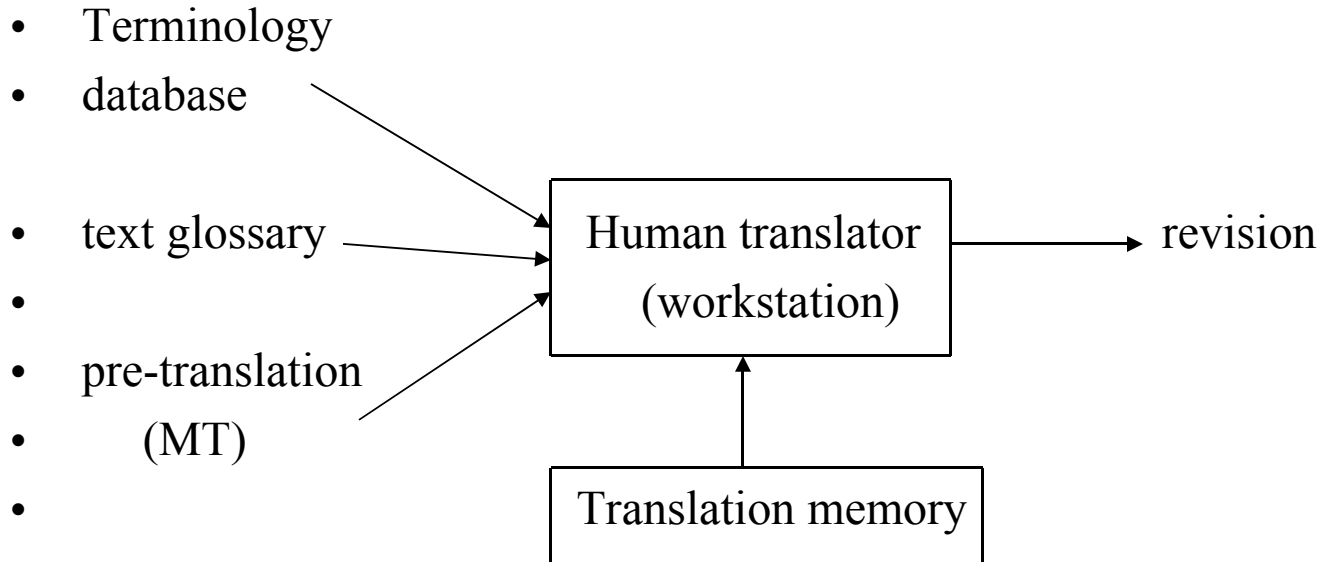 • Terminology
• database
• text glossary
•
• pre-translation
• (MT)
•
Human translator
(workstation)
revision
Translation memory